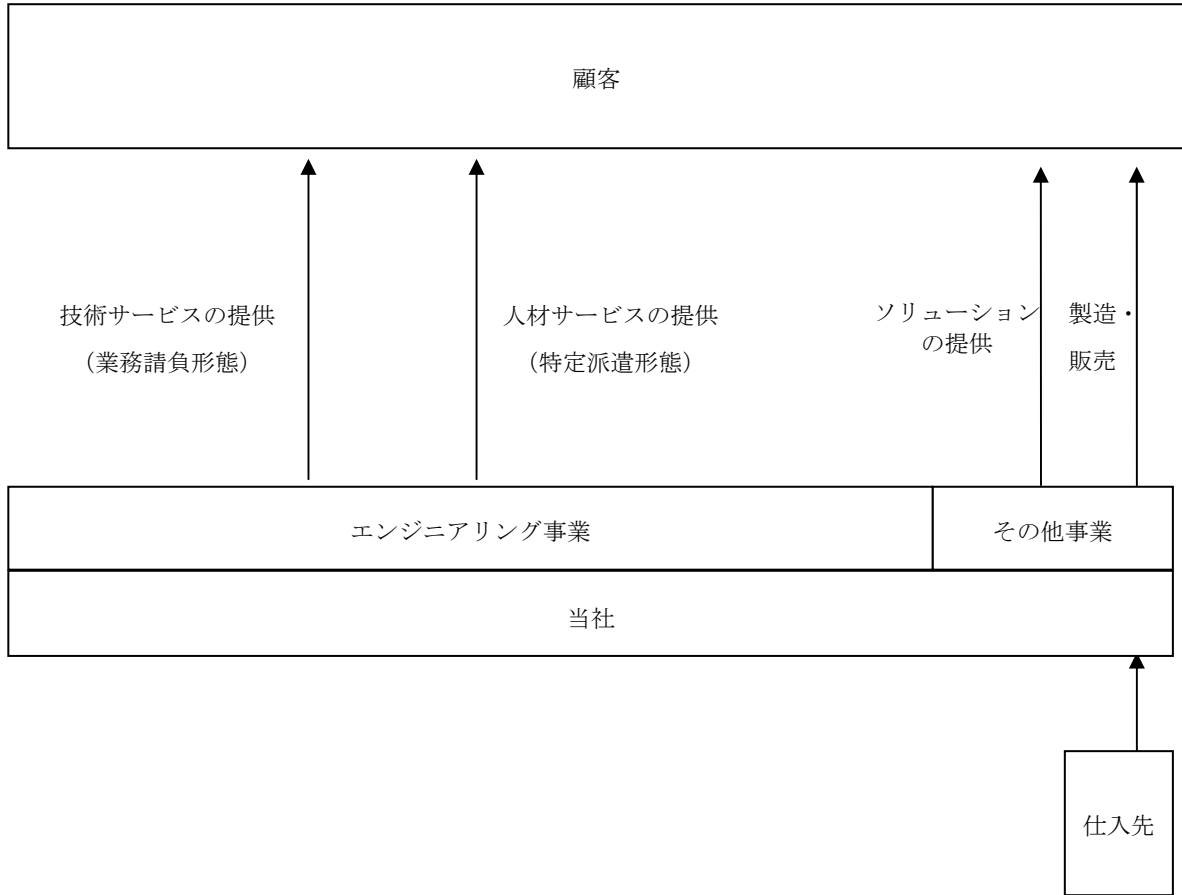 顧客
技術サービスの提供
（業務請負形態）
人材サービスの提供
（特定派遣形態）
ソリューション
の提供
製造・
販売
エンジニアリング事業
その他事業
当社
仕入先